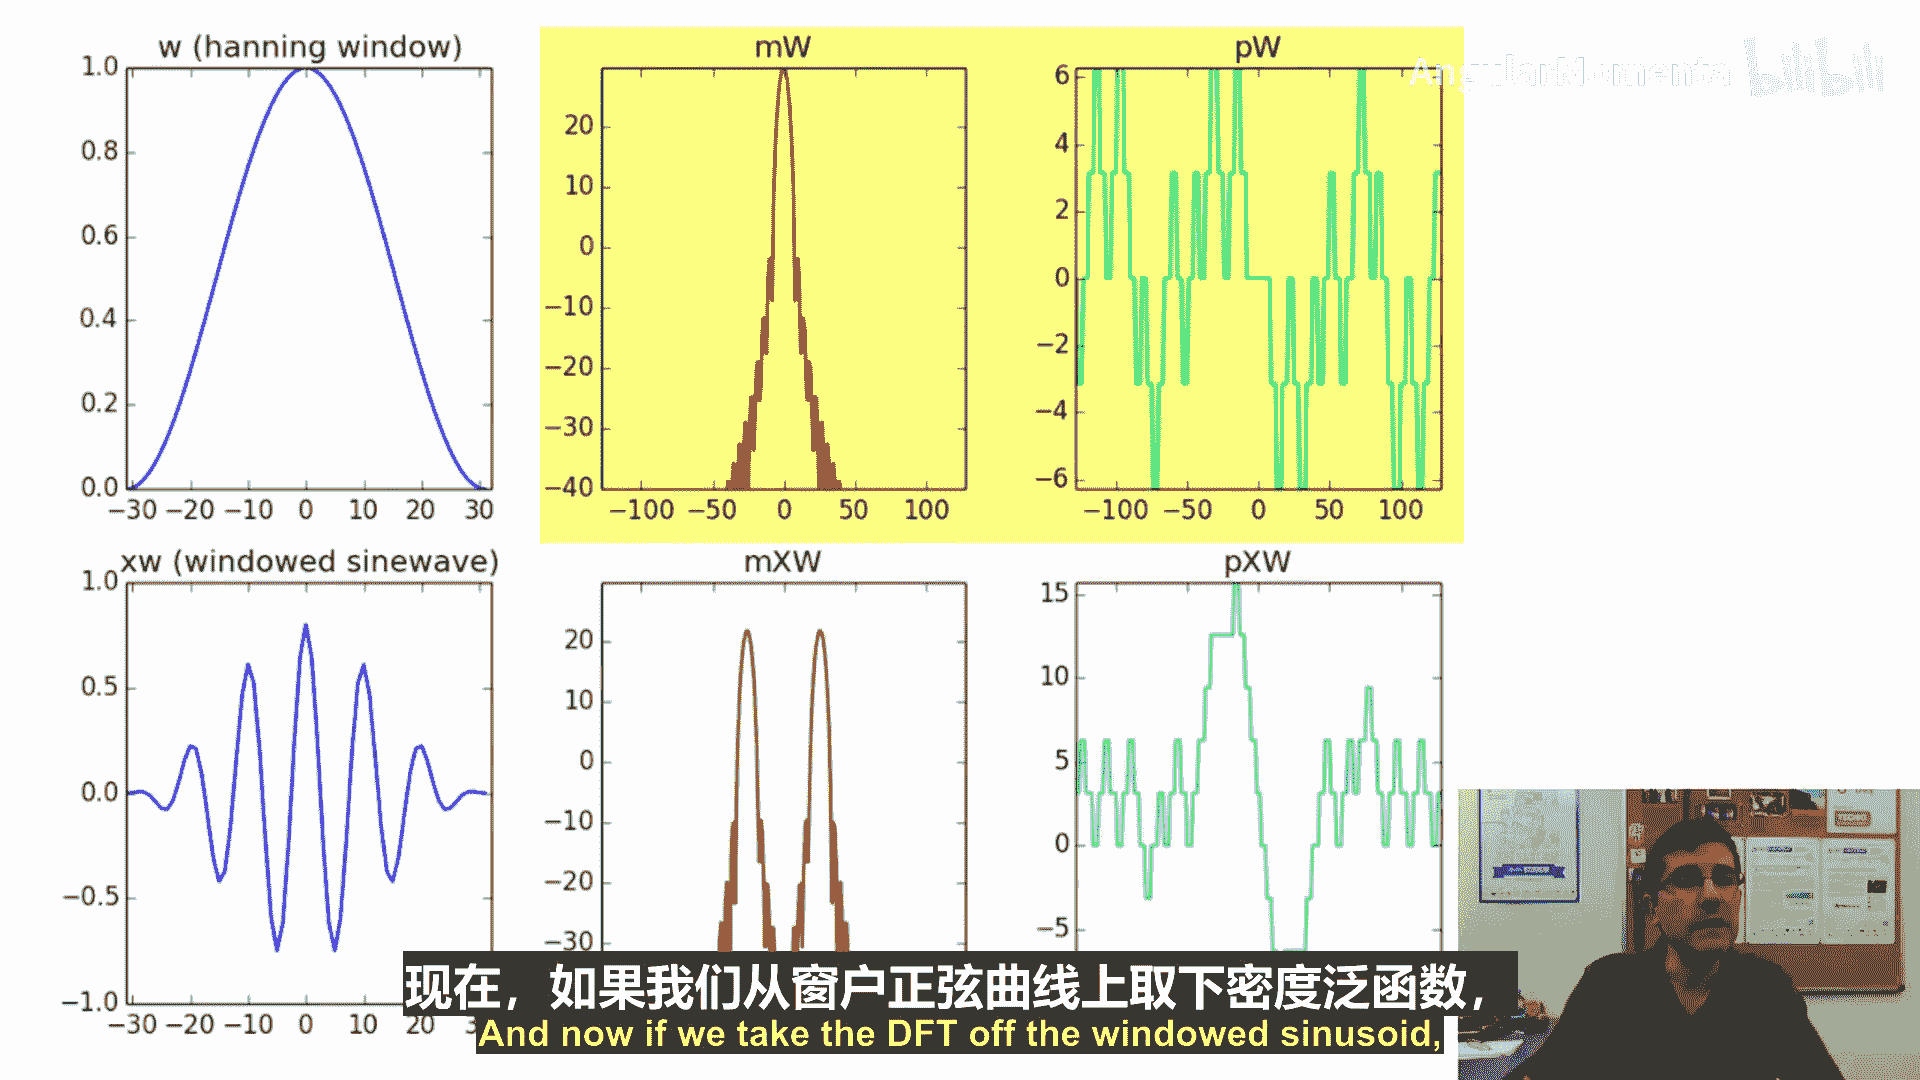 w (hanning window)
1.0
0.8
0.6
0.4
0.2
0.0
−30 −20 −10 0 10 20 30
mW
20
10
0
−10
−20
−30
−40
−100 −50 0 50 100
pW
6
4
2
0
−2
−4
−6
−100 −50 0 50 100
AngularMomenta bilibili
xw (windowed sinewave)
1.0
0.5
0.0
−0.5
−1.0
−30 −20 −10 0 10 20
mXW
20
10
0
−10
−20
−30
pXW
15
10
5
0
−5
现在，如果我们从窗户正弦曲线上取下密度泛函数，
And now if we take the DFT off the windowed sinusoid,